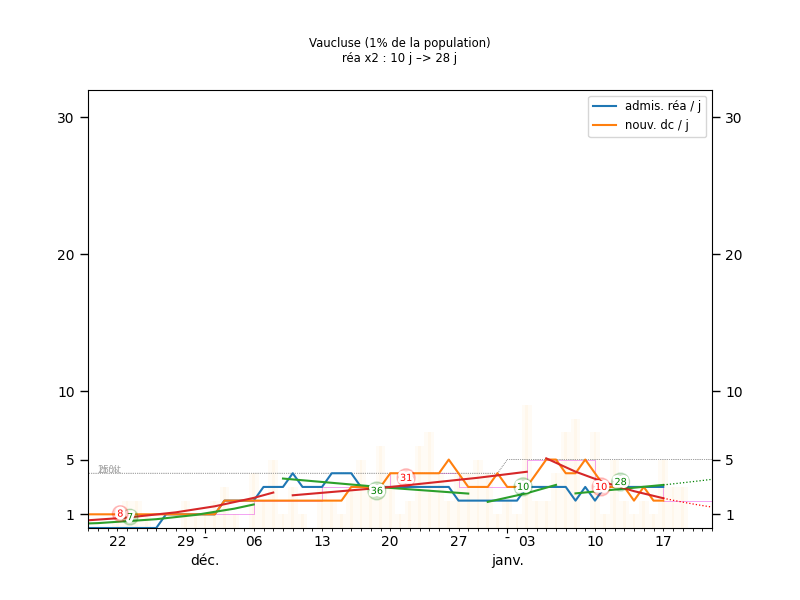 Vaucluse (1% de la population)
réa x2 : 10 j –> 28 j
admis. réa / j
nouv. dc / j
30 30
20 20
10 10
5 5
1 1
8 7 36 31 10 10 28
22 29 - 06 13 20 27 - 03 10 17
déc. janv.